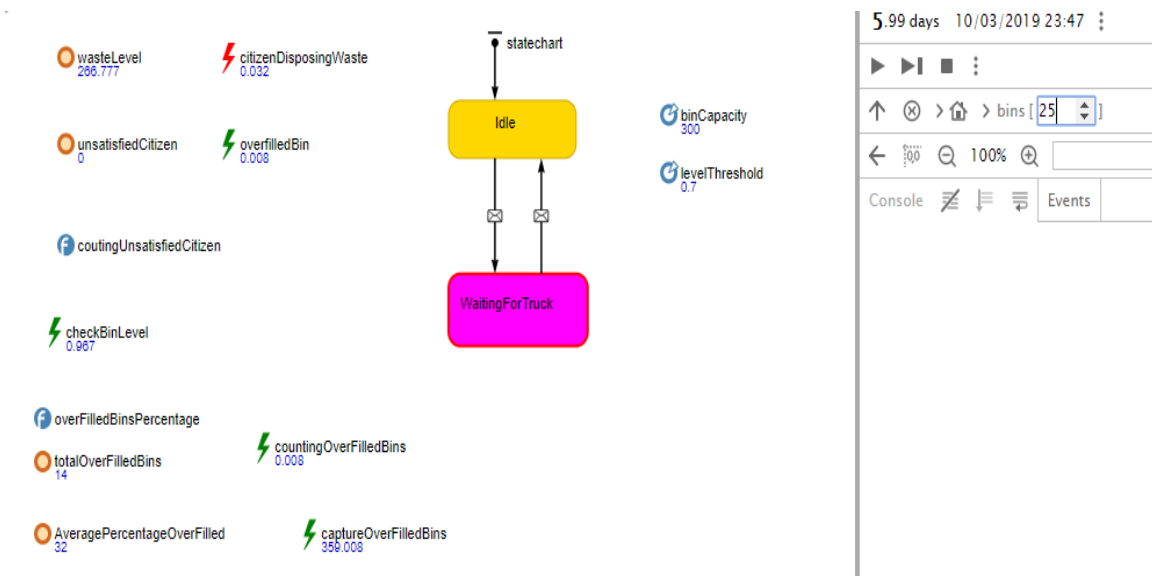 wasteLevel
266.777
citizenDisposingWaste
0.032
statechart
Idle
binCapacity
300
unsatisfiedCitizen
0
overfilledBin
0.008
levelThreshold
0.7
coutingUnsatisfiedCitizen
WaitingForTruck
checkBinLevel
0.967
overFilledBinsPercentage
totalOverFilledBins
14
countingOverFilledBins
0.008
AveragePercentageOverFilled
32
captureOverFilledBins
359.008
5.99 days 10/03/2019 23:47
> > bins [ 25 ]
100%
Console Events